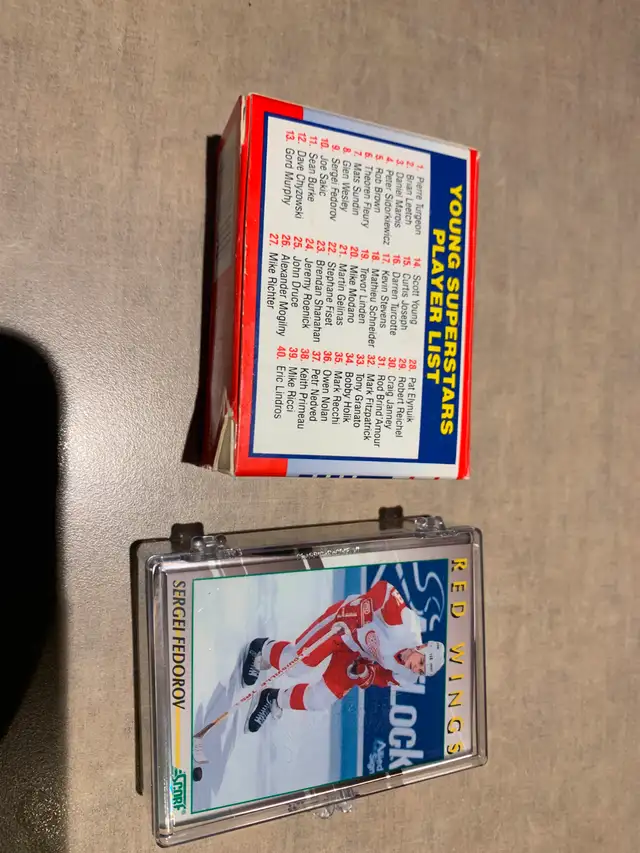 YOUNG SUPERSTARS
PLAYER LIST
1. Pierre Turgeon
2. Brian Leetch
3. Daniel Marois
4. Peter Sidorkiewicz
5. Rob Brown
6. Theoren Fleury
7. Mats Sundin
8. Glen Wesley
9. Sergei Fedorov
10. Joe Sakic
11. Sean Burke
12. Dave Chyzowski
13. Gord Murphy
14. Scott Young
15. Curtis Joseph
16. Darren Turcotte
17. Kevin Stevens
18. Mathieu Schneider
19. Trevor Linden
20. Mike Modano
21. Martin Gelinas
22. Stephane Fiset
23. Brendan Shanahan
24. Jeremy Roenick
25. John Druce
26. Alexander Mogilny
27. Mike Richter
28. Pat Elynuik
29. Robert Reichel
30. Craig Janney
31. Rod Brind'Amour
32. Mark Fitzpatrick
33. Tony Granato
34. Bobby Holik
35. Mark Recchi
36. Owen Nolan
37. Petr Nedved
38. Keith Primeau
39. Mike Ricci
40. Eric Lindros
RED WINGS
Lock
SERGEI FEDOROV
SCORE